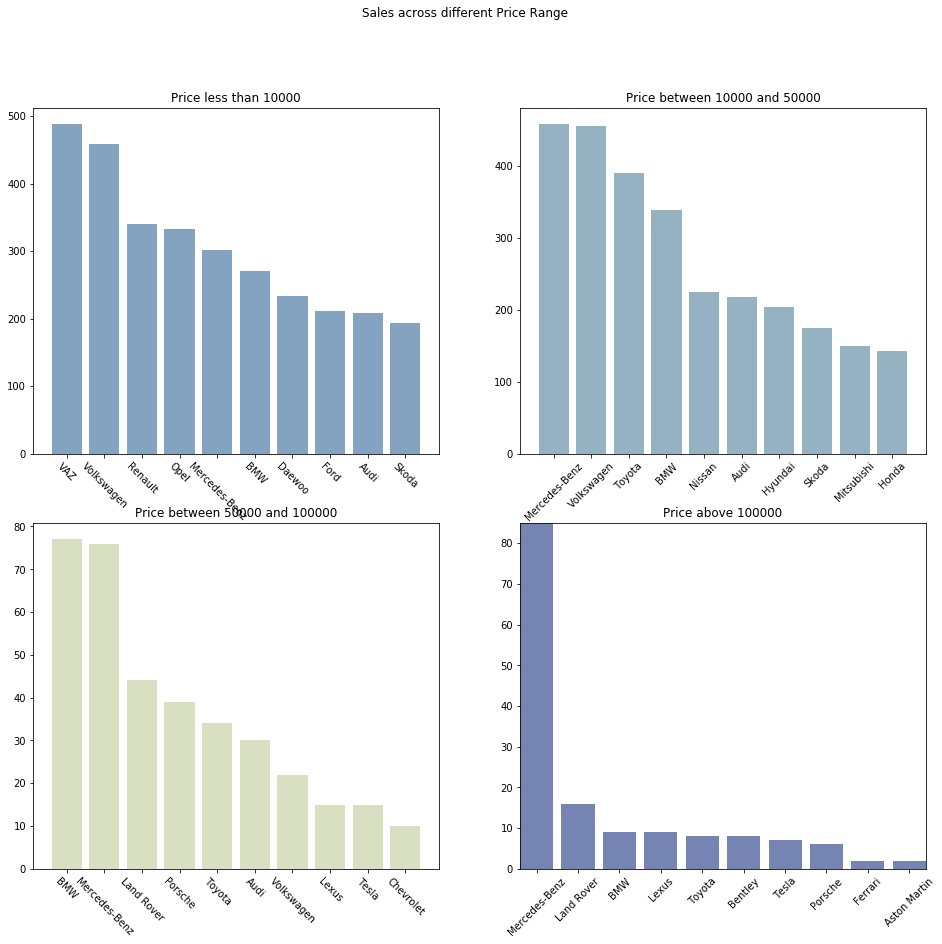 Sales across different Price Range
Price less than 10000
500
400
300
200
100
0
VAZ
Volkswagen
Renault
Opel
Mercedes-Benz
BMW
Daewoo
Ford
Audi
Skoda
Price between 10000 and 50000
400
300
200
100
0
Mercedes-Benz
Volkswagen
Toyota
BMW
Nissan
Audi
Hyundai
Skoda
Mitsubishi
Honda
Price between 50000 and 100000
80
70
60
50
40
30
20
10
0
BMW
Mercedes-Benz
Land Rover
Porsche
Toyota
Audi
Volkswagen
Lexus
Tesla
Chevrolet
Price above 100000
80
70
60
50
40
30
20
10
0
Mercedes-Benz
Land Rover
BMW
Lexus
Toyota
Bentley
Tesla
Porsche
Ferrari
Aston Martin